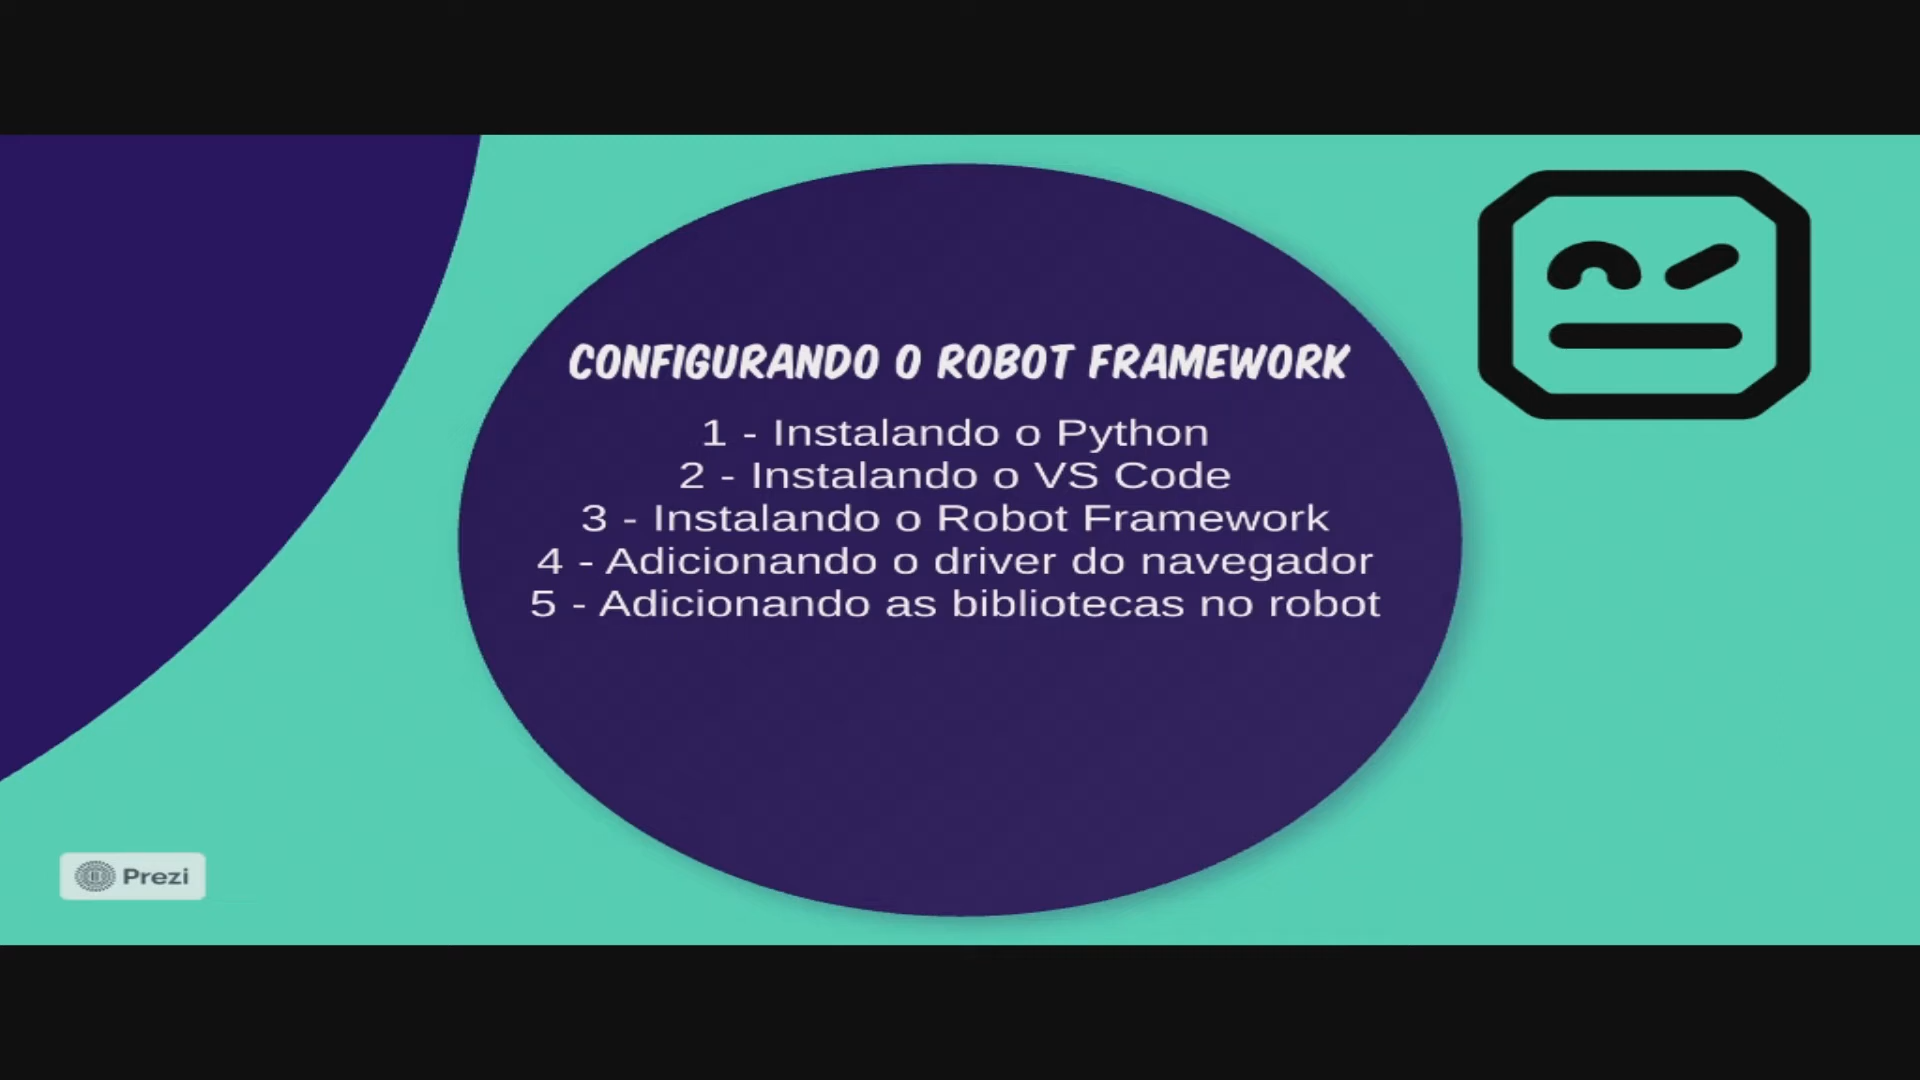 CONFIGURANDO O ROBOT FRAMEWORK
1 - Instalando o Python
2 - Instalando o VS Code
3 - Instalando o Robot Framework
4 - Adicionando o driver do navegador
5 - Adicionando as bibliotecas no robot
Prezi